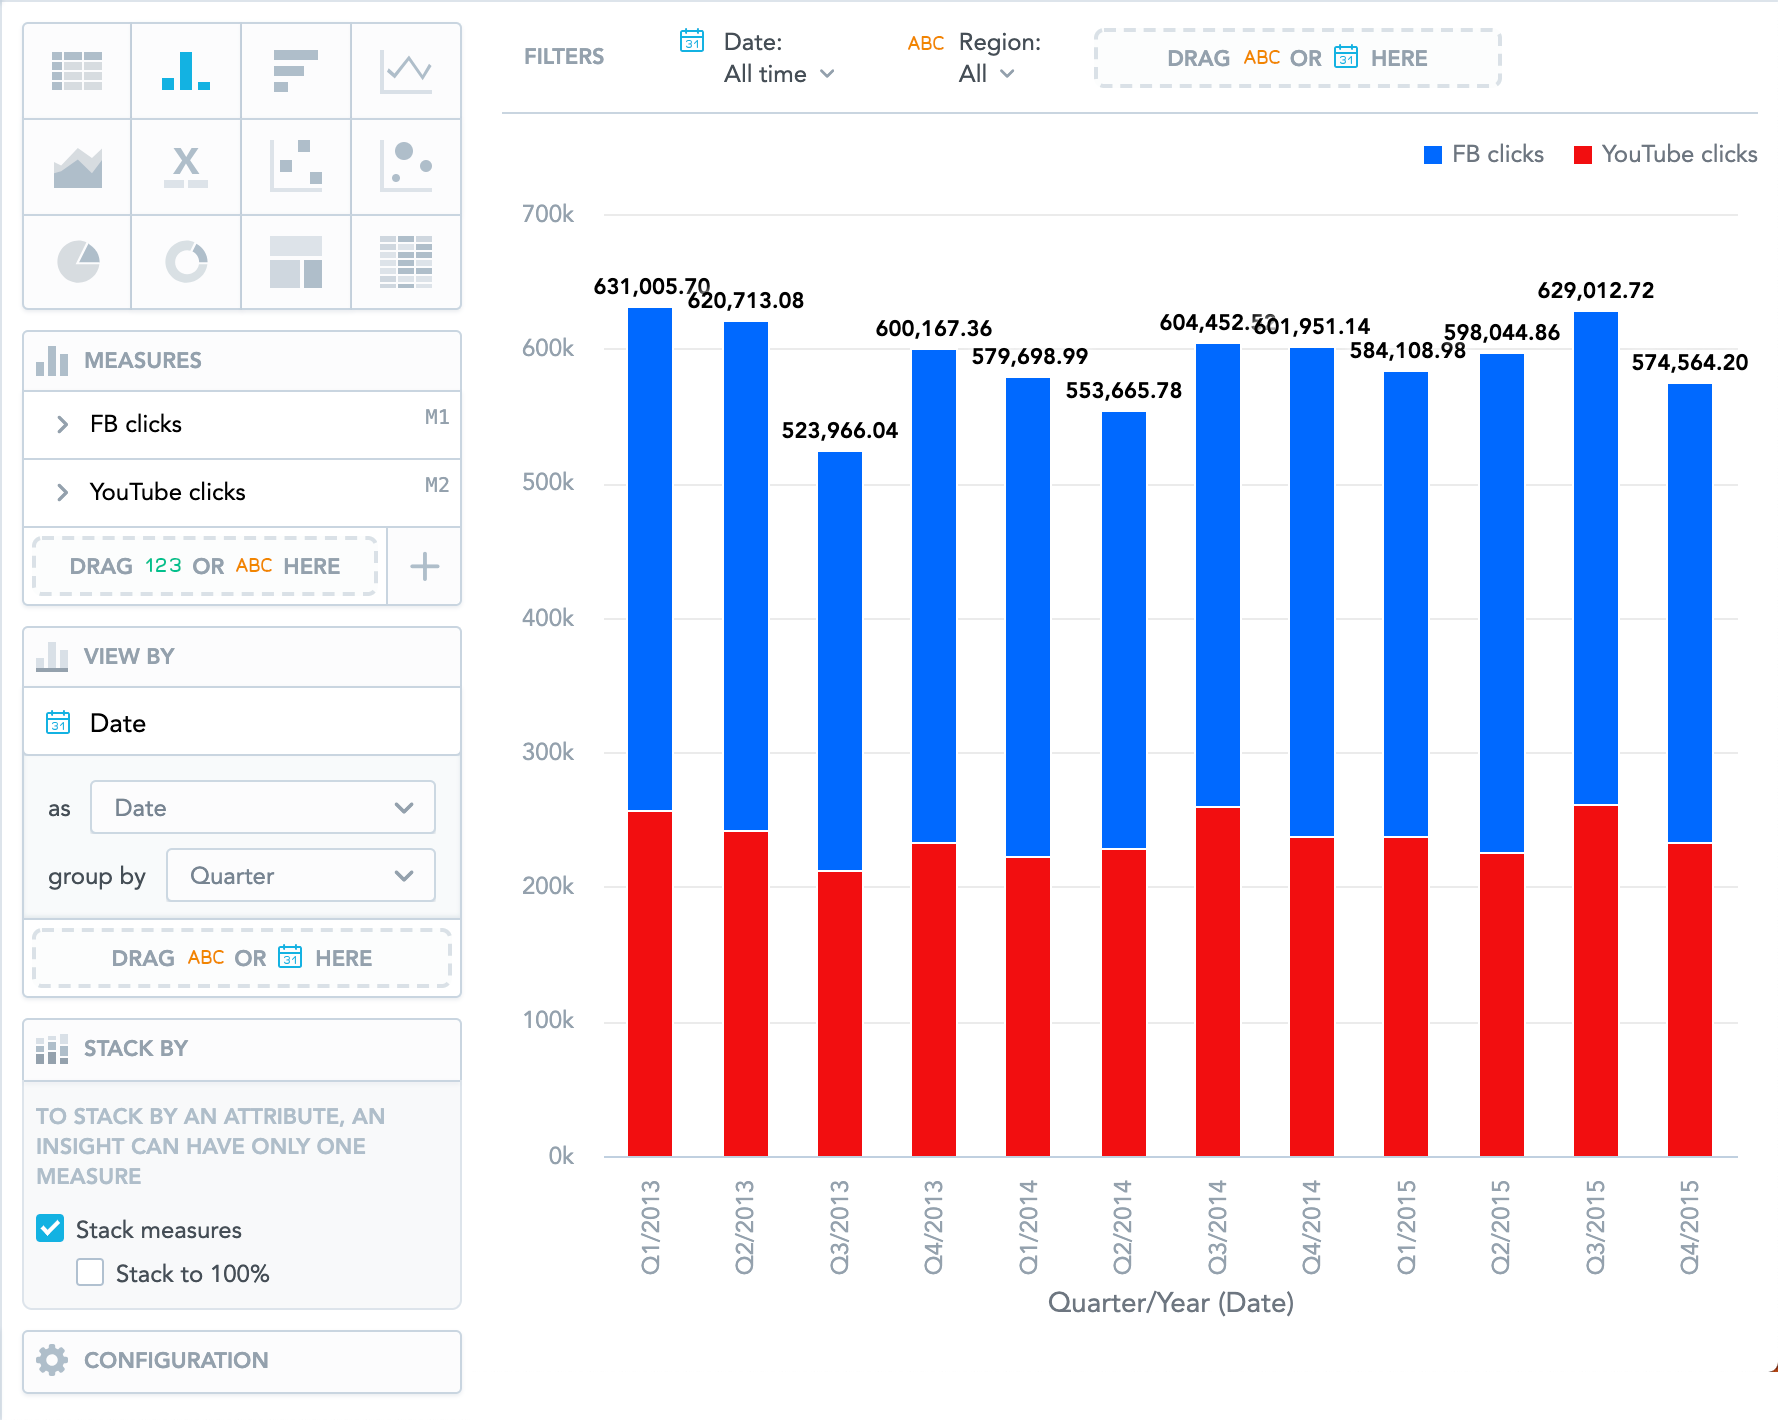 FILTERS
Date:
All time
ABC
Region:
All
DRAG ABC OR 31 HERE
FB clicks
YouTube clicks
X
MEASURES
FB clicks M1
YouTube clicks M2
DRAG 123 OR ABC HERE
VIEW BY
31 Date
as Date
group by Quarter
DRAG ABC OR 31 HERE
STACK BY
TO STACK BY AN ATTRIBUTE, AN
INSIGHT CAN HAVE ONLY ONE
MEASURE
Stack measures
Stack to 100%
CONFIGURATION
700k
600k
500k
400k
300k
200k
100k
0k
631,005.70
620,713.08
523,966.04
600,167.36
579,698.99
553,665.78
604,452.52
601,951.14
584,108.98
598,044.86
629,012.72
574,564.20
Q1/2013
Q2/2013
Q3/2013
Q4/2013
Q1/2014
Q2/2014
Q3/2014
Q4/2014
Q1/2015
Q2/2015
Q3/2015
Q4/2015
Quarter/Year (Date)